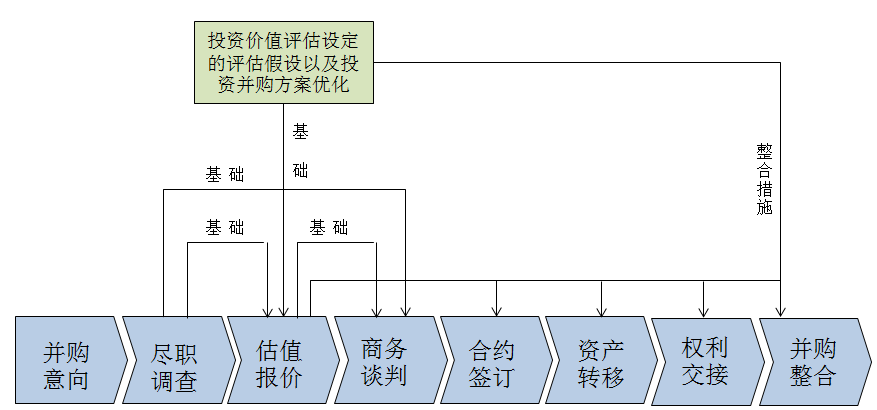 投资价值评估设定
的评估假设以及投
资并购方案优化
基
础
整
合
措
施
基 础
基 础
基 础
并购
意向
尽职
调查
估值
报价
商务
谈判
合约
签订
资产
转移
权利
交接
并购
整合